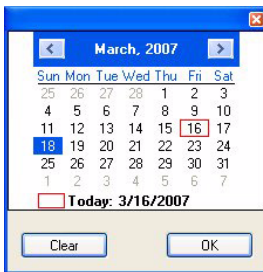 March, 2007
Sun Mon Tue Wed Thu Fri Sat
25 26 27 28 1 2 3
4 5 6 7 8 9 10
11 12 13 14 15 16 17
18 19 20 21 22 23 24
25 26 27 28 29 30 31
1 2 3 4 5 6 7
Today: 3/16/2007
Clear OK